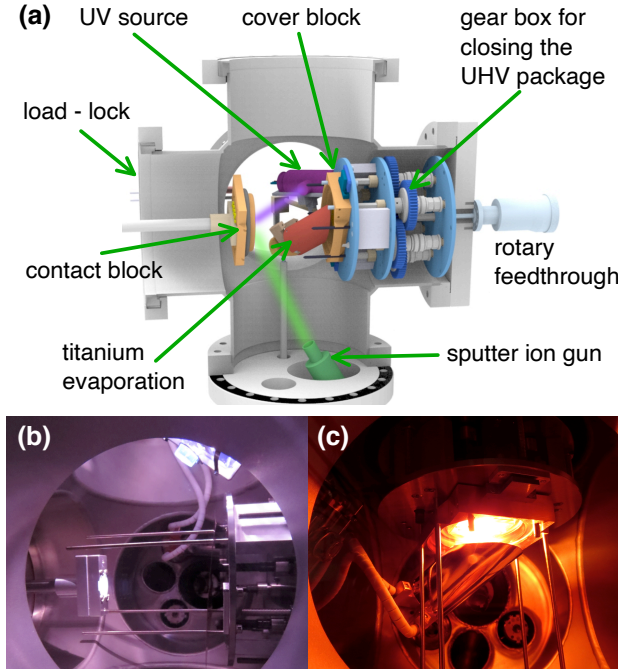 (a)
UV source
cover block
gear box for
closing the
UHV package
load - lock
contact block
rotary
feedthrough
titanium
evaporation
sputter ion gun
(b)
(c)